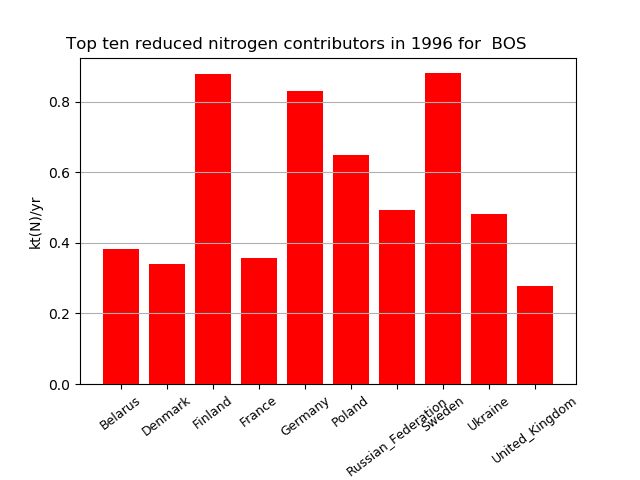 Top ten reduced nitrogen contributors in 1996 for  BOS
kt(N)/yr
0.8
0.6
0.4
0.2
0.0
Belarus
Denmark
Finland
France
Germany
Poland
Russian_Federation
Sweden
Ukraine
United_Kingdom